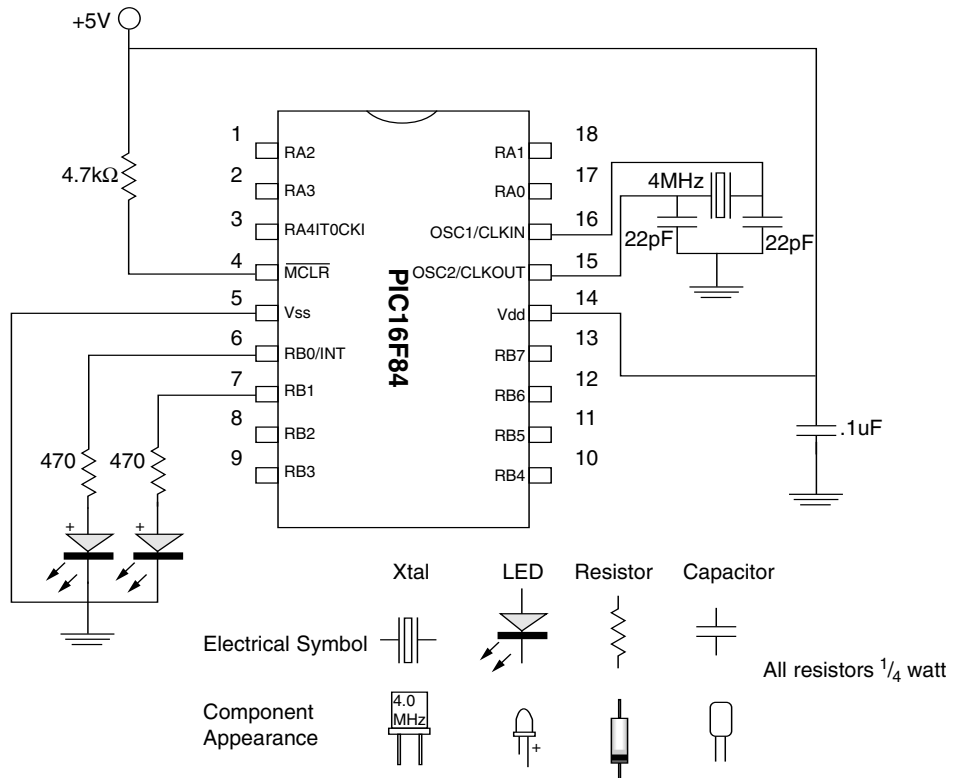 +5V
4.7kΩ
1
2
3
4
5
6
7
8
9
RA2
RA3
RA4IT0CKI
MCLR
Vss
RB0/INT
RB1
RB2
RB3
PIC16F84
RA1
RA0
OSC1/CLKIN
OSC2/CLKOUT
Vdd
RB7
RB6
RB5
RB4
18
17
16
15
14
13
12
11
10
4MHz
22pF
22pF
.1uF
470
470
+
+
Xtal
LED
Resistor
Capacitor
Electrical Symbol
All resistors 1/4 watt
Component
Appearance
4.0
MHz
+